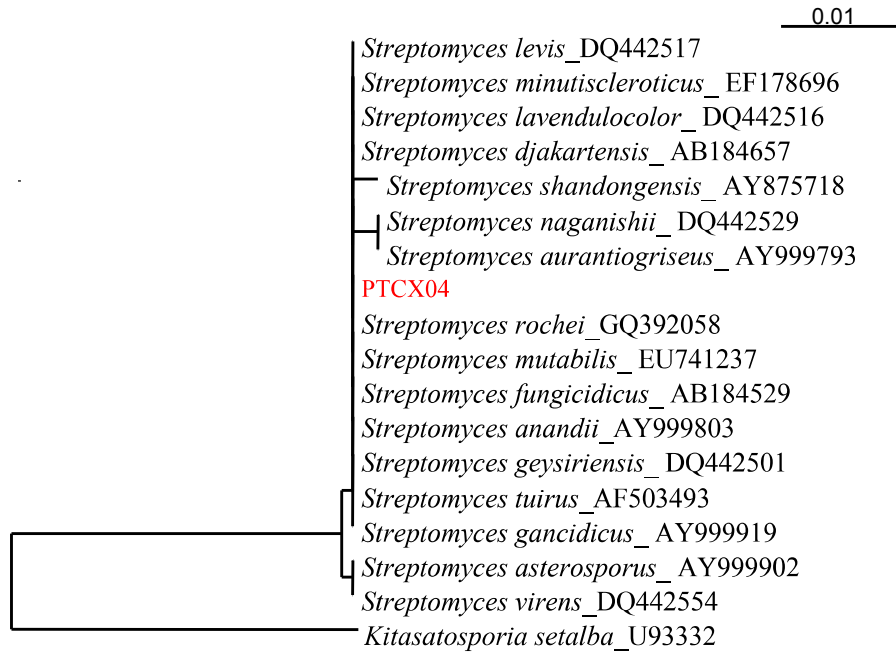 0.01
Streptomyces levis_DQ442517
Streptomyces minutiscleroticus_ EF178696
Streptomyces lavendulocolor_ DQ442516
Streptomyces djakartensis_ AB184657
Streptomyces shandongensis_ AY875718
Streptomyces naganishii_ DQ442529
Streptomyces aurantiogriseus_ AY999793
PTCX04
Streptomyces rochei_GQ392058
Streptomyces mutabilis_ EU741237
Streptomyces fungicidicus_ AB184529
Streptomyces anandii_AY999803
Streptomyces geysiriensis_ DQ442501
Streptomyces tuirus_AF503493
Streptomyces gancidicus_ AY999919
Streptomyces asterosporus_ AY999902
Streptomyces virens_DQ442554
Kitasatosporia setalba_U93332